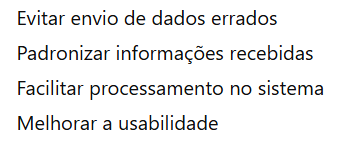 Evitar envio de dados errados
Padronizar informações recebidas
Facilitar processamento no sistema
Melhorar a usabilidade